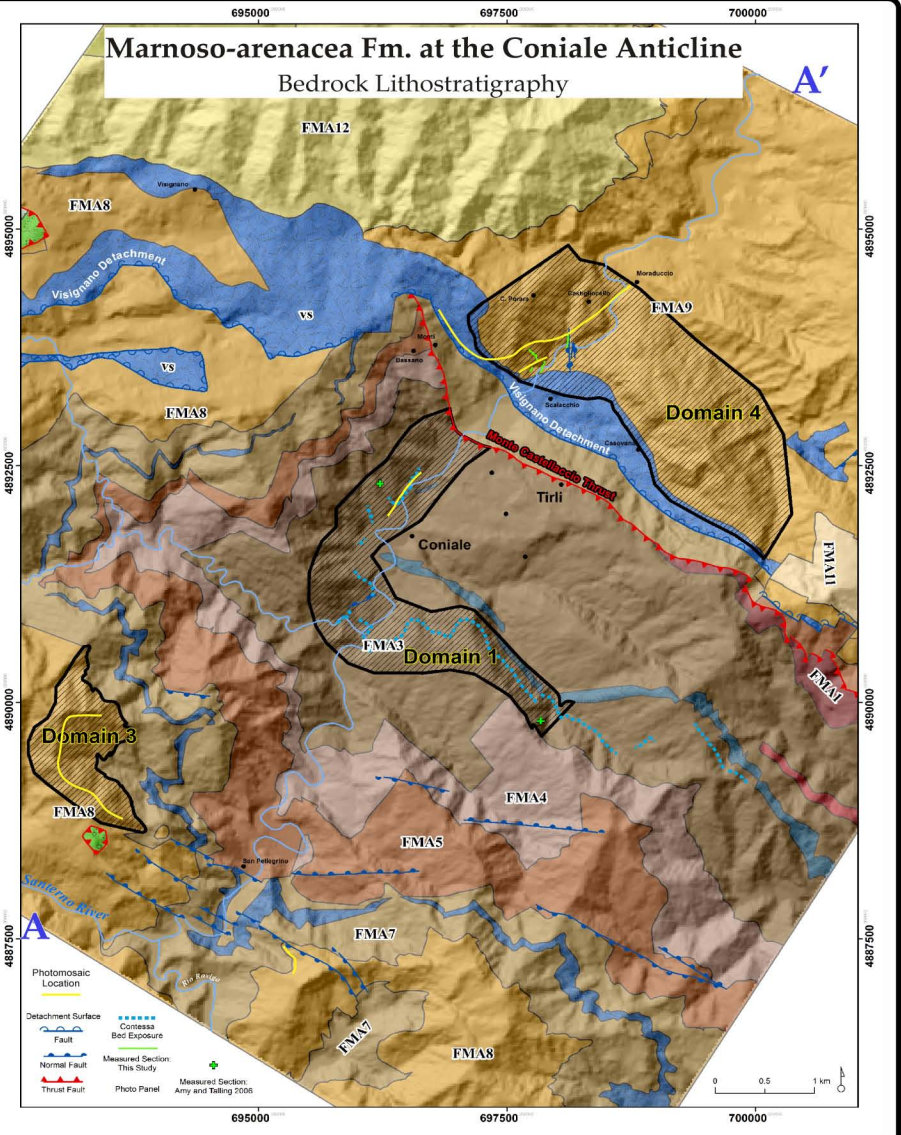 695000 697500 700000
Marnoso-arenacea Fm. at the Coniale Anticline
Bedrock Lithostratigraphy
A'
FMA12
Visignano
FMA8
4895000
4895000
Visignano Detachment
Moraduccio
Castiglioncello
C. Poraia
FMA9
vs
Monti
Bassano
vs
Scalacchio
FMA8
Visignano Detachment
Domain 4
Casovana
Monte Castellaccio Thrust
4892500
4892500
Tirli
Coniale
FMA11
FMA3
Domain 1
FMA1
4890000
4890000
Domain 3
FMA4
FMA8
FMA5
San Pellegrino
Santerno River
A
FMA7
4887500
4887500
Photomosaic
Location
Rio Rovigo
Detachment Surface
Fault
Contessa
Bed Exposure
Normal Fault
Measured Section:
This Study
Thrust Fault
Photo Panel
Measured Section:
Amy and Talling 2006
FMA7
FMA8
0 0.5 1 km
695000 697500 700000